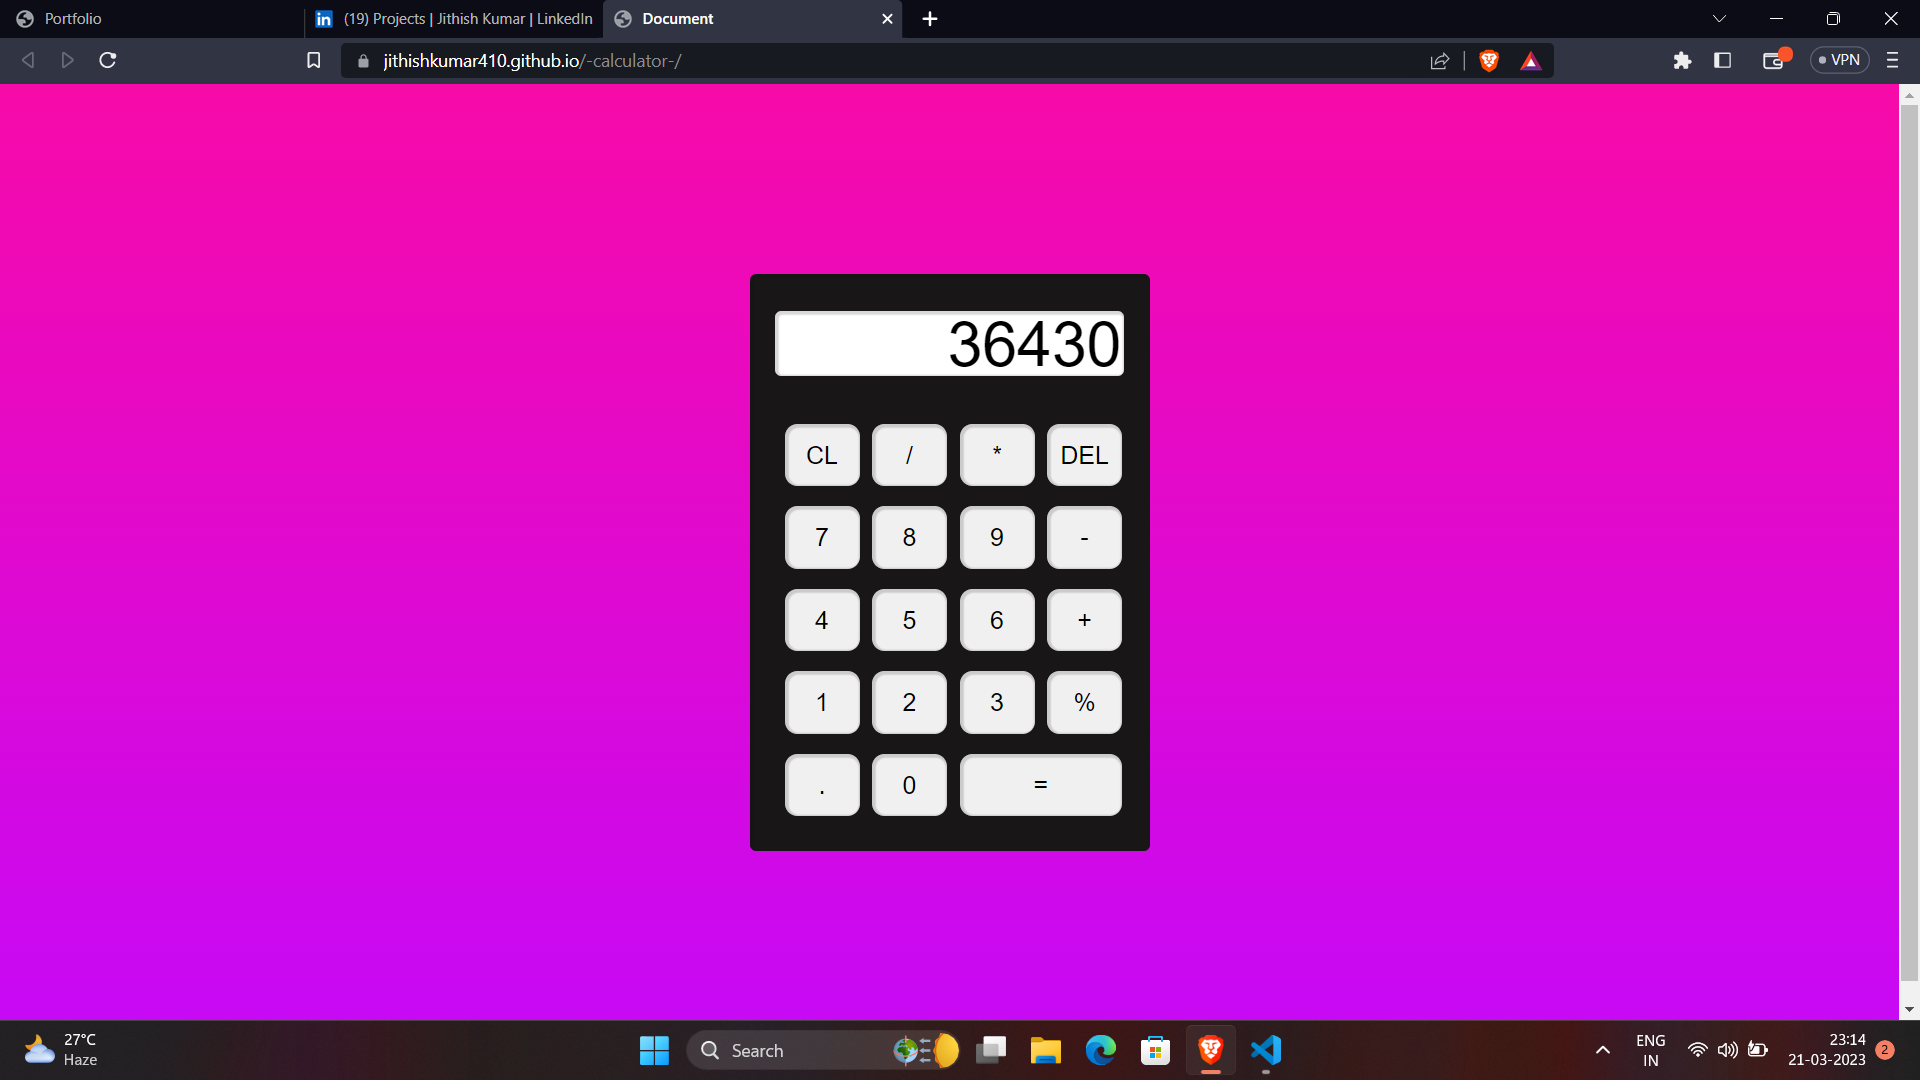 Portfolio
(19) Projects | Jithish Kumar | LinkedIn
Document
jithishkumar410.github.io/-calculator-/
VPN
36430
CL / * DEL
7 8 9 -
4 5 6 +
1 2 3 %
. 0 =
27°C
Haze
Search
ENG
IN
23:14
21-03-2023
2